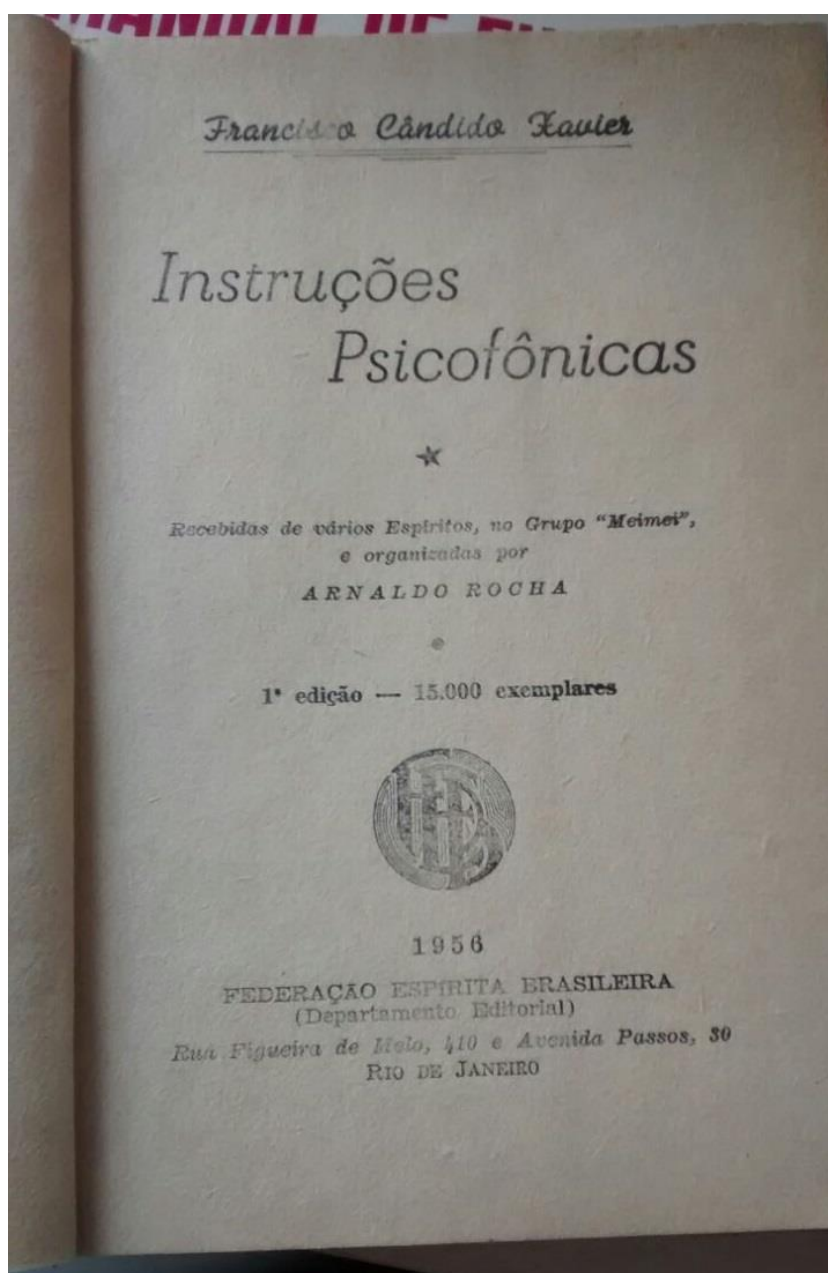 MANUAL DE
Francisco Cândido Xavier
Instruções
Psicofônicas
Recebidas de vários Espíritos, no Grupo “Meimei”,
e organizadas por
ARNALDO ROCHA
1ª edição — 15.000 exemplares
1956
FEDERAÇÃO ESPÍRITA BRASILEIRA
(Departamento Editorial)
Rua Figueira de Melo, 410 e Avenida Passos, 30
RIO DE JANEIRO